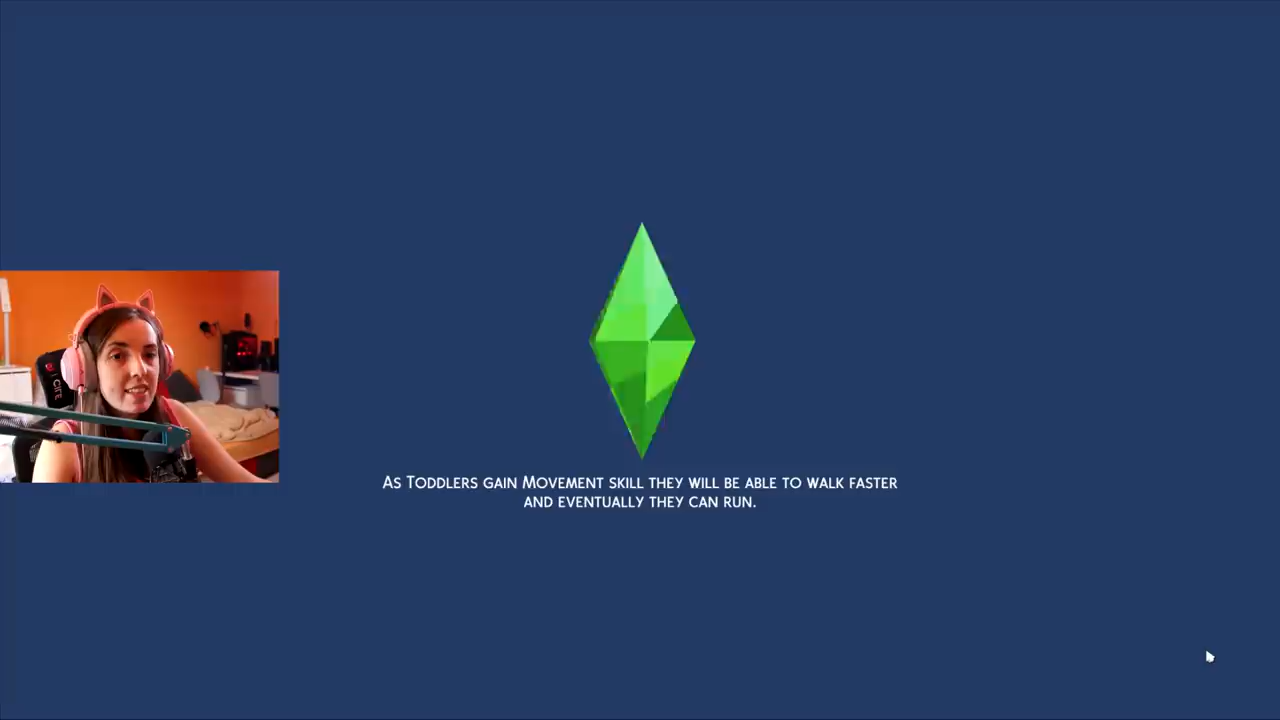 As Toddlers gain Movement skill they will be able to walk faster
and eventually they can run.